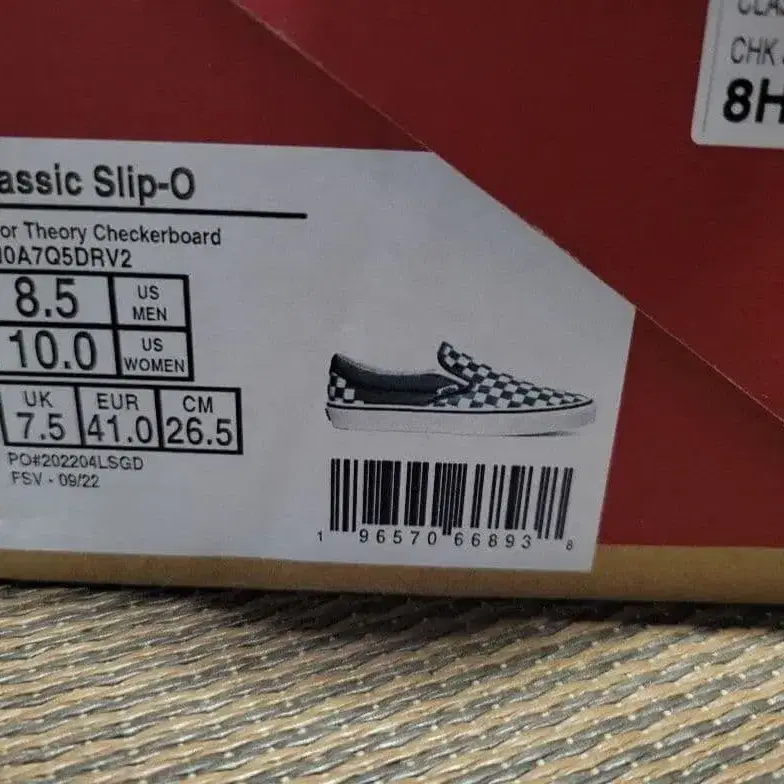 assic Slip-O
or Theory Checkerboard
0A7Q5DRV2
8.5 US MEN
10.0 US WOMEN
UK EUR CM
7.5 41.0 26.5
PO#202204LSGD
FSV - 09/22
1 96570 66893 8
CLA
CHK
8H